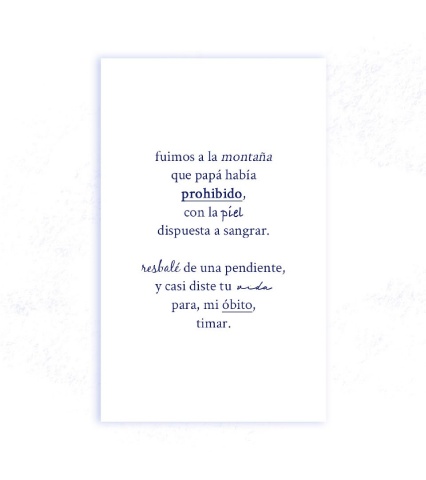 fuimos a la montaña
que papá había
prohibido,
con la piel
dispuesta a sangrar.
resbalé de una pendiente,
y casi diste tu vida
para, mi óbito,
timar.